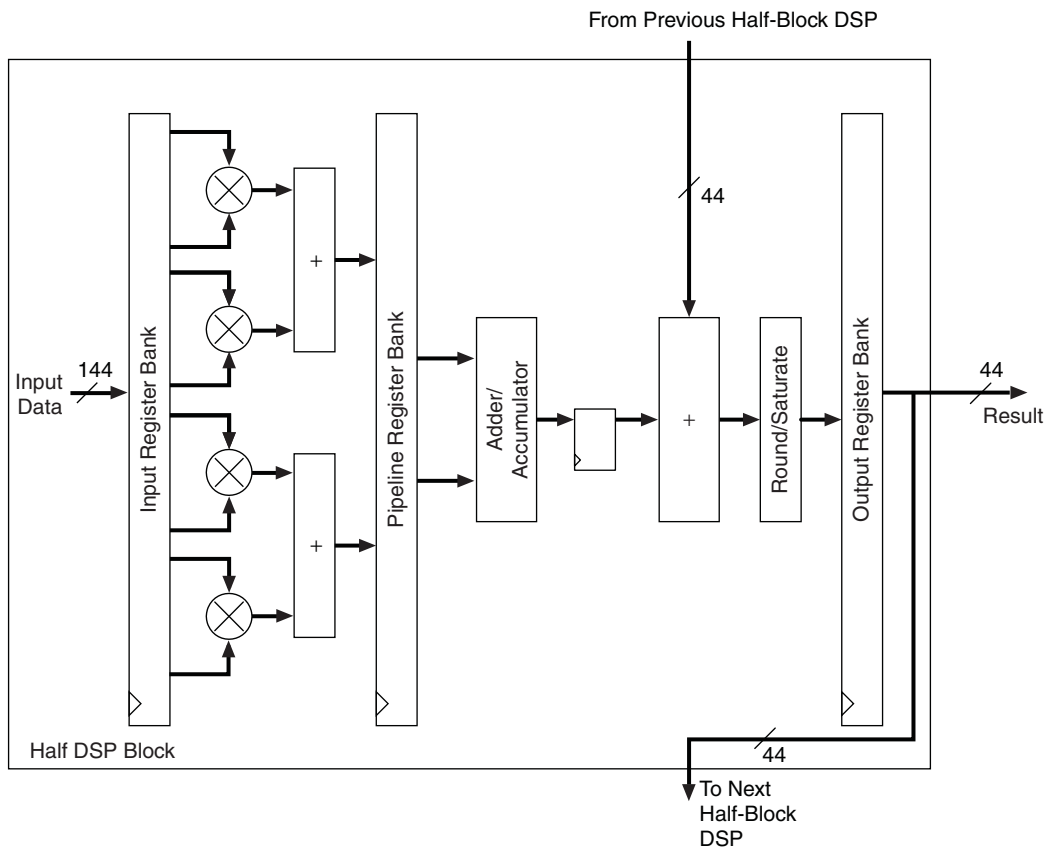 From Previous Half-Block DSP
44
+
Input Register Bank
Pipeline Register Bank
Adder/
Accumulator
+
Round/Saturate
Output Register Bank
Input
Data
144
44
Result
+
Half DSP Block
44
To Next
Half-Block
DSP